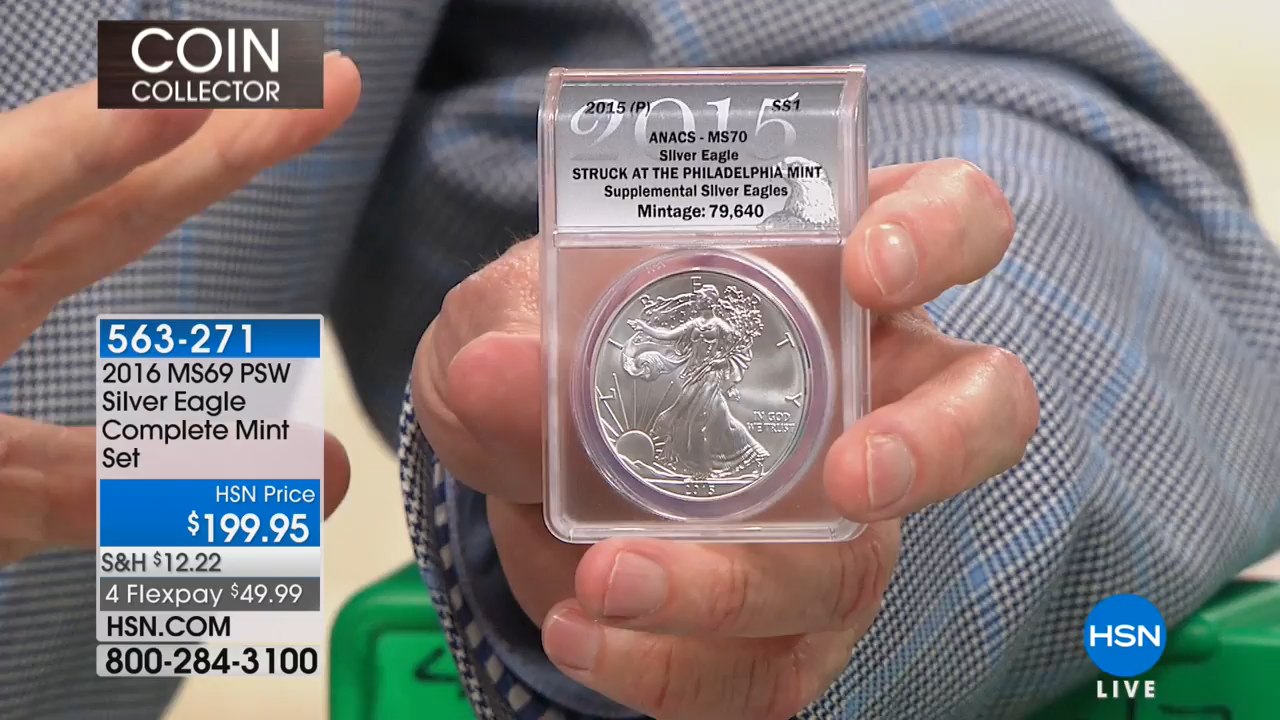 COIN
COLLECTOR
2015
2015 (P) SS1
ANACS - MS70
Silver Eagle
STRUCK AT THE PHILADELPHIA MINT
Supplemental Silver Eagles
Mintage: 79,640
LIBERTY
IN GOD
WE TRUST
2015
563-271
2016 MS69 PSW
Silver Eagle
Complete Mint
Set
HSN Price
$199.95
S&H $12.22
4 Flexpay $49.99
HSN.COM
800-284-3100
HSN
LIVE